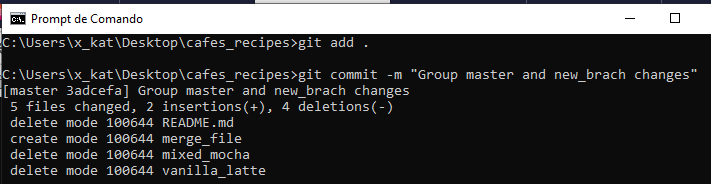 Prompt de Comando
C:\Users\x_kat\Desktop\cafes_recipes>git add .
C:\Users\x_kat\Desktop\cafes_recipes>git commit -m "Group master and new_brach changes"
[master 3adcefa] Group master and new_brach changes
5 files changed, 2 insertions(+), 4 deletions(-)
delete mode 100644 README.md
create mode 100644 merge_file
delete mode 100644 mixed_mocha
delete mode 100644 vanilla_latte